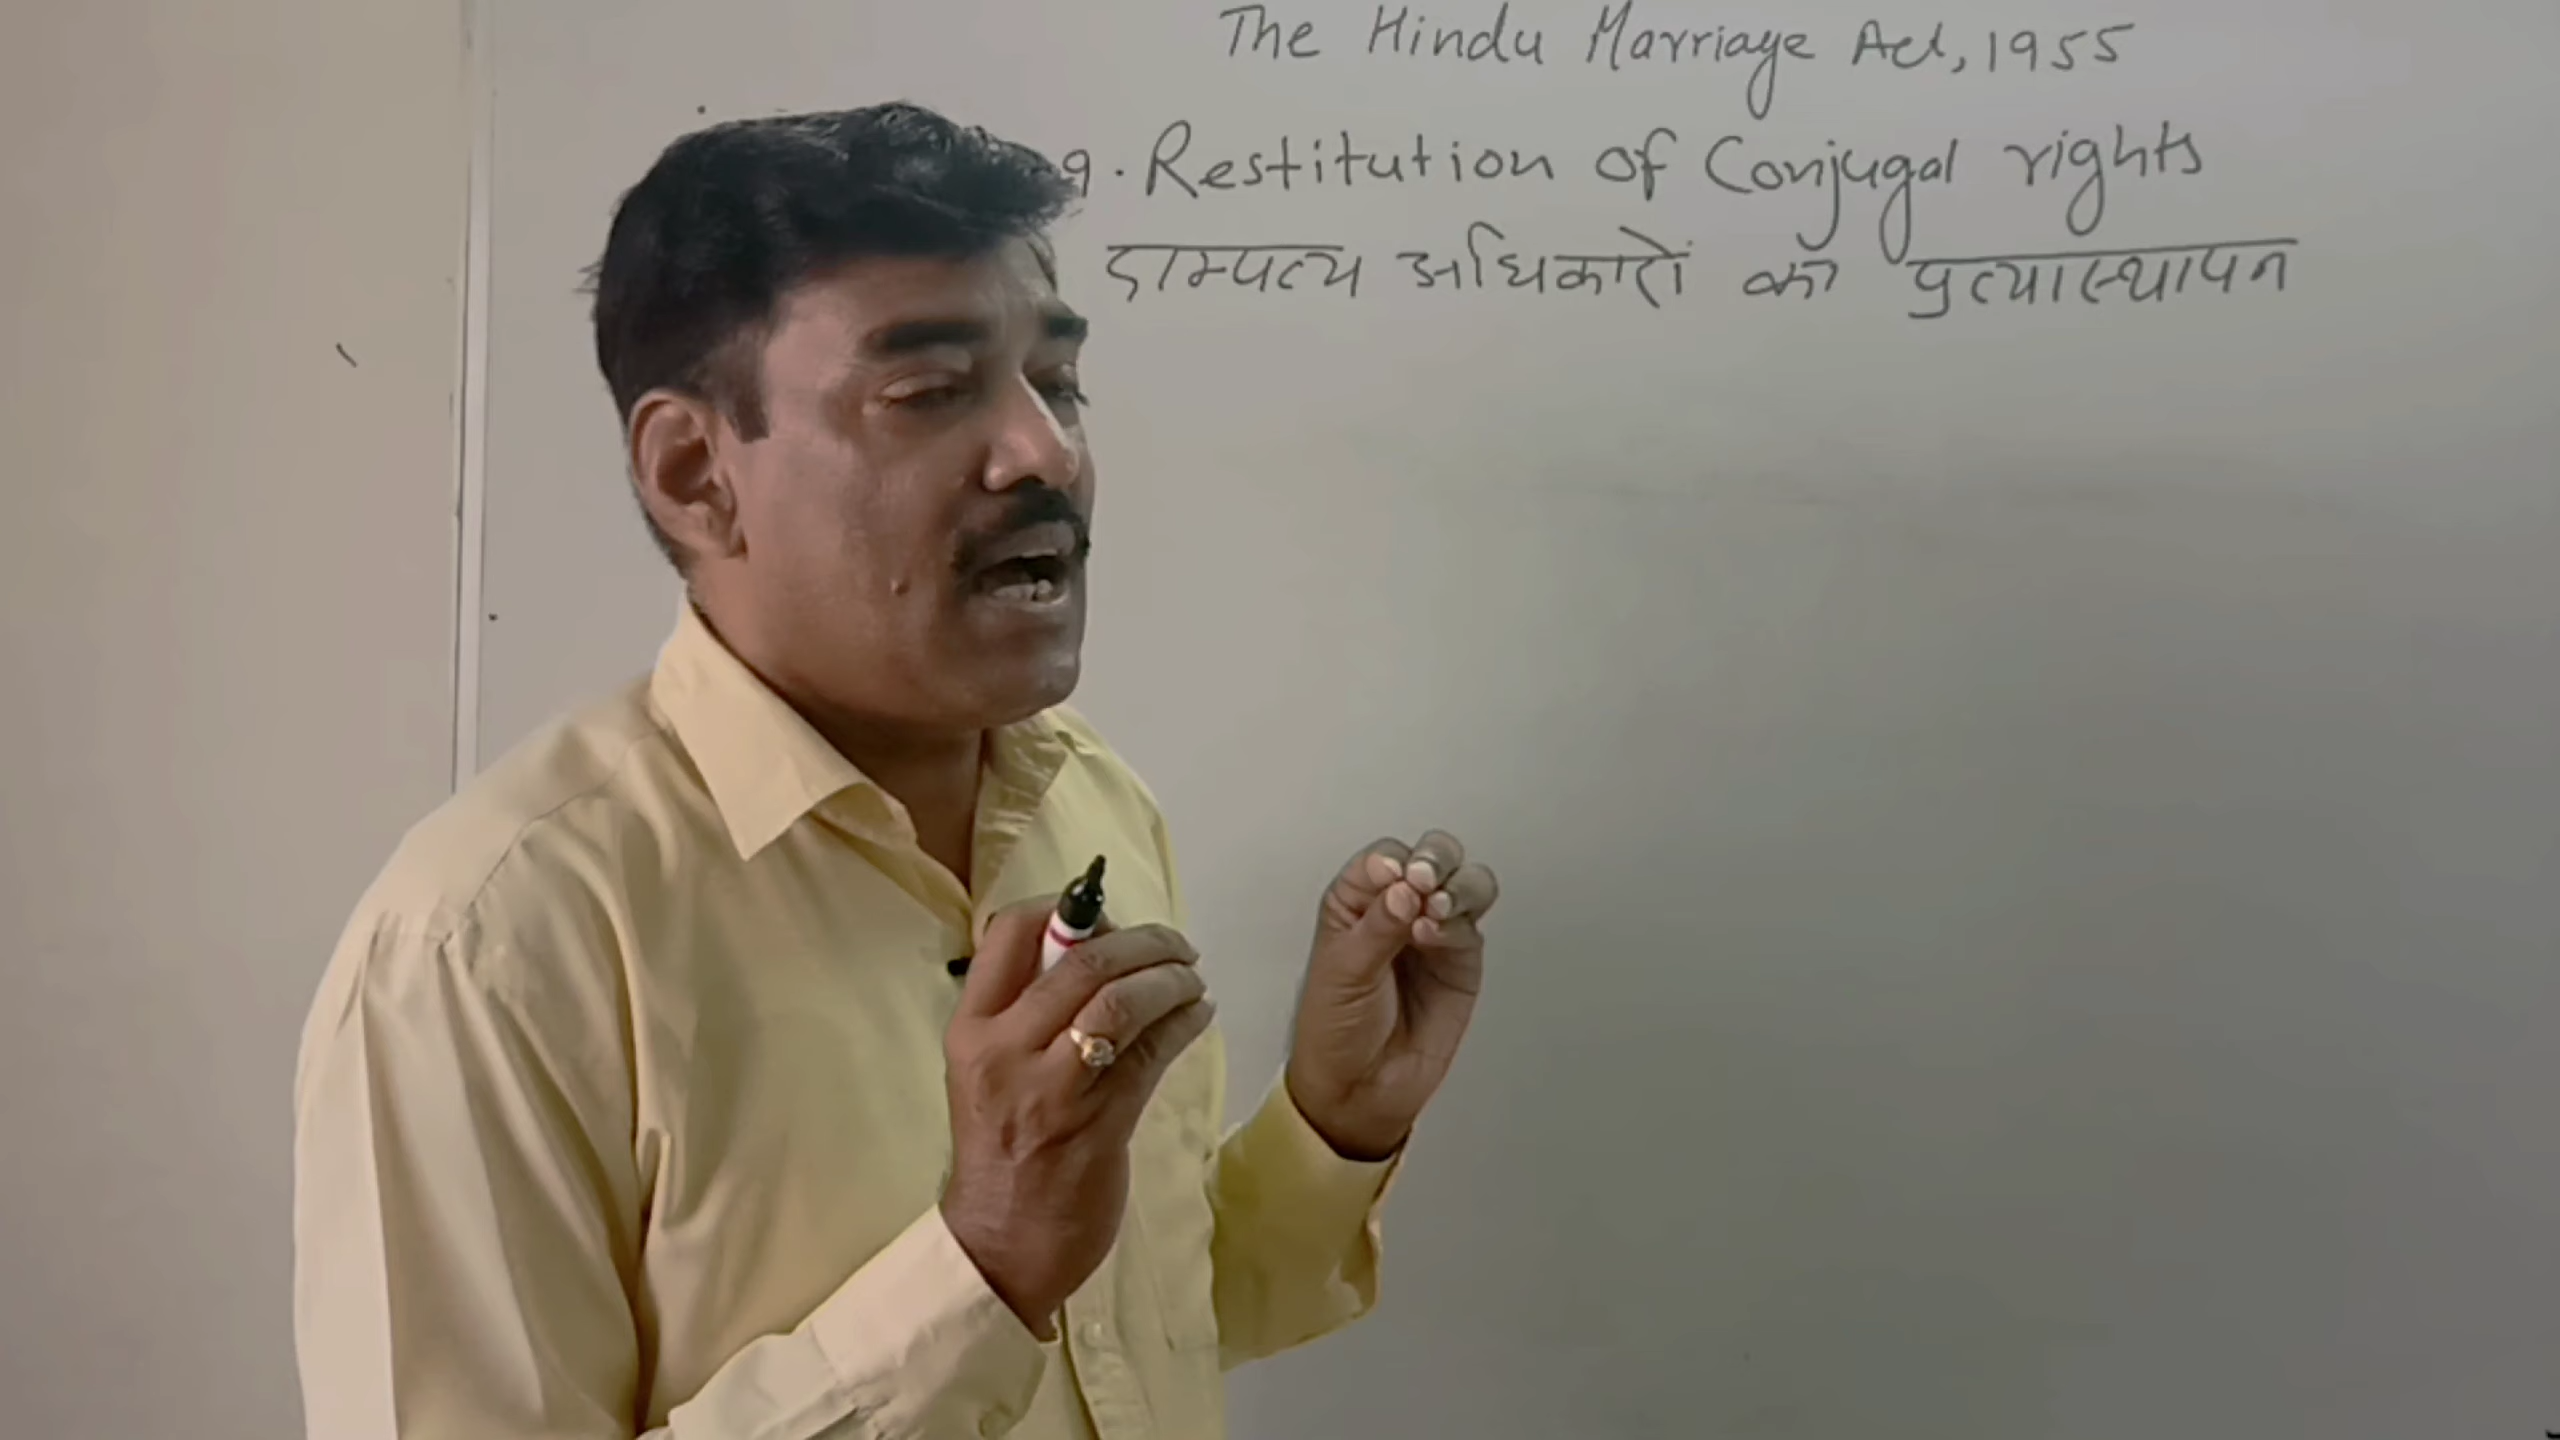 The Hindu Marriage Act, 1955
9. Restitution of Conjugal rights
दाम्पत्य अधिकारों का प्रत्यास्थापन